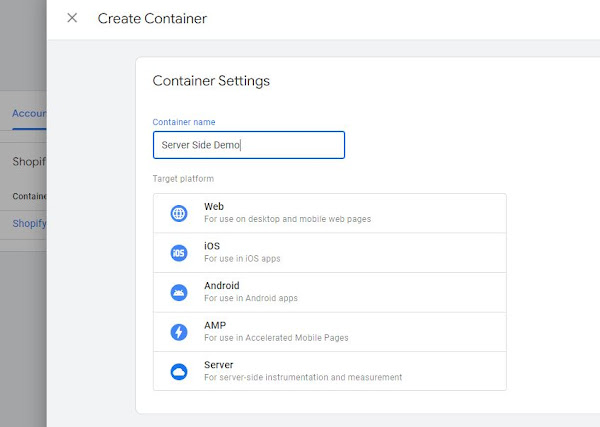 Create Container
Container Settings
Accoun
Container name
Server Side Demo
Shopify
Target platform
Containe
Web
For use on desktop and mobile web pages
Shopify
iOS
iOS
For use in iOS apps
Android
For use in Android apps
AMP
For use in Accelerated Mobile Pages
Server
For server-side instrumentation and measurement